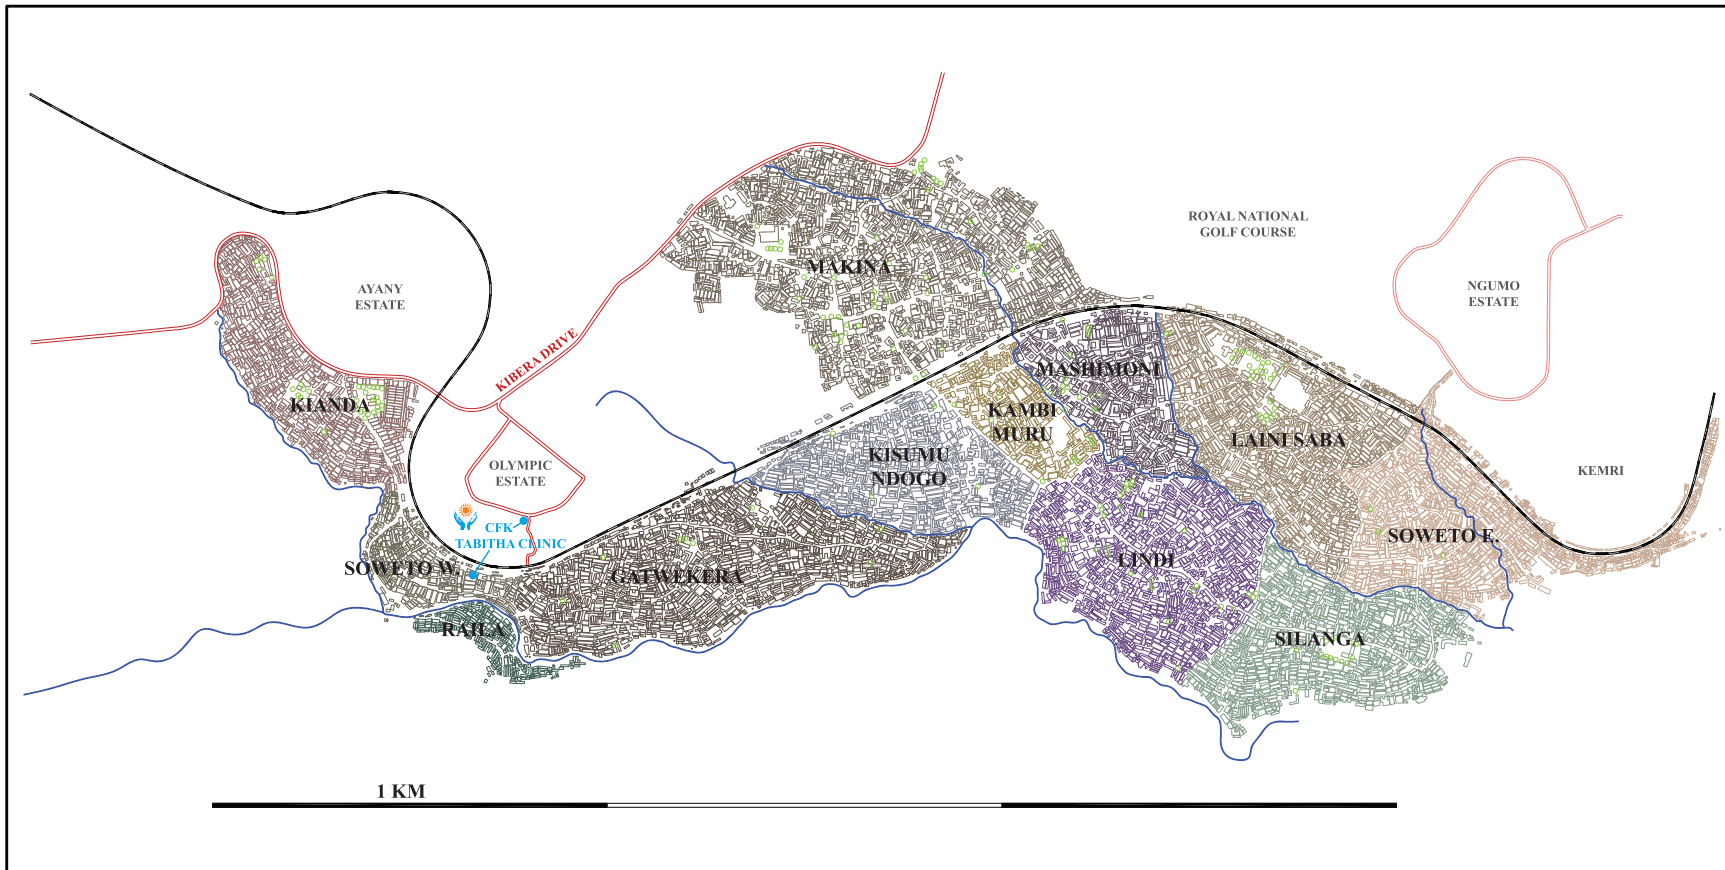 ROYAL NATIONAL
GOLF COURSE
MAKINA
AYANY
ESTATE
NGUMO
ESTATE
KIBERA DRIVE
MASHIMONI
KIANDA
KAMBI
MURU
LAINI SABA
KISUMU
NDOGO
OLYMPIC
ESTATE
KEMRI
CFK
TABITHA CLINIC
SOWETO E.
SOWETO W.
GATWEKERA
LINDI
RAILA
SILANGA
1 KM